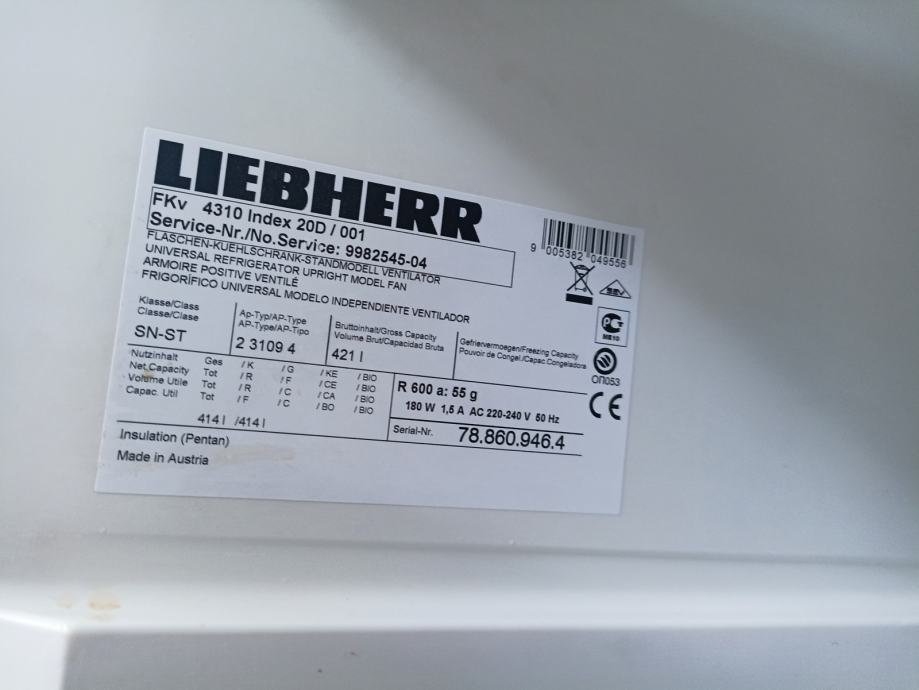 LIEBHERR
FKv 4310 Index 20D / 001
Service-Nr./No.Service: 9982545-04
FLASCHEN-KUEHLSCHRANK-STANDMODELL VENTILATOR
UNIVERSAL REFRIGERATOR UPRIGHT MODEL FAN
ARMOIRE POSITIVE VENTILÉ
FRIGORÍFICO UNIVERSAL MODELO INDEPENDIENTE VENTILADOR
9 005382 049556
SEV
PCT
ME10
ОП053
CE
Klasse/Class
Classe/Clase
SN-ST
Ap-Typ/AP-Type
AP-Type/AP-Tipo
2 3109 4
Bruttoinhalt/Gross Capacity
Volume Brut/Capacidad Bruta
421 l
Gefriervermoegen/Freezing Capacity
Pouvoir de Congel./Capac.Congeladora
Nutzinhalt Ges / K / G / KE / BIO
Net.Capacity Tot / R / F / CE / BIO
Volume Utile Tot / R / C / CA / BIO
Capac. Util Tot / F / C / BO / BIO
414 l / 414 l
R 600 a: 55 g
180 W 1,5 A AC 220-240 V 50 Hz
Serial-Nr. 78.860.946.4
Insulation (Pentan)
Made in Austria